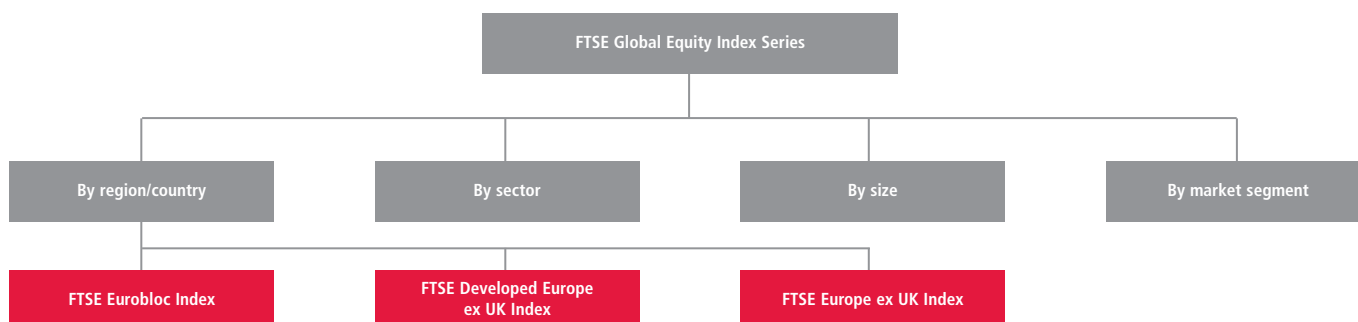 FTSE Global Equity Index Series
By region/country
By sector
By size
By market segment
FTSE Eurobloc Index
FTSE Developed Europe
ex UK Index
FTSE Europe ex UK Index